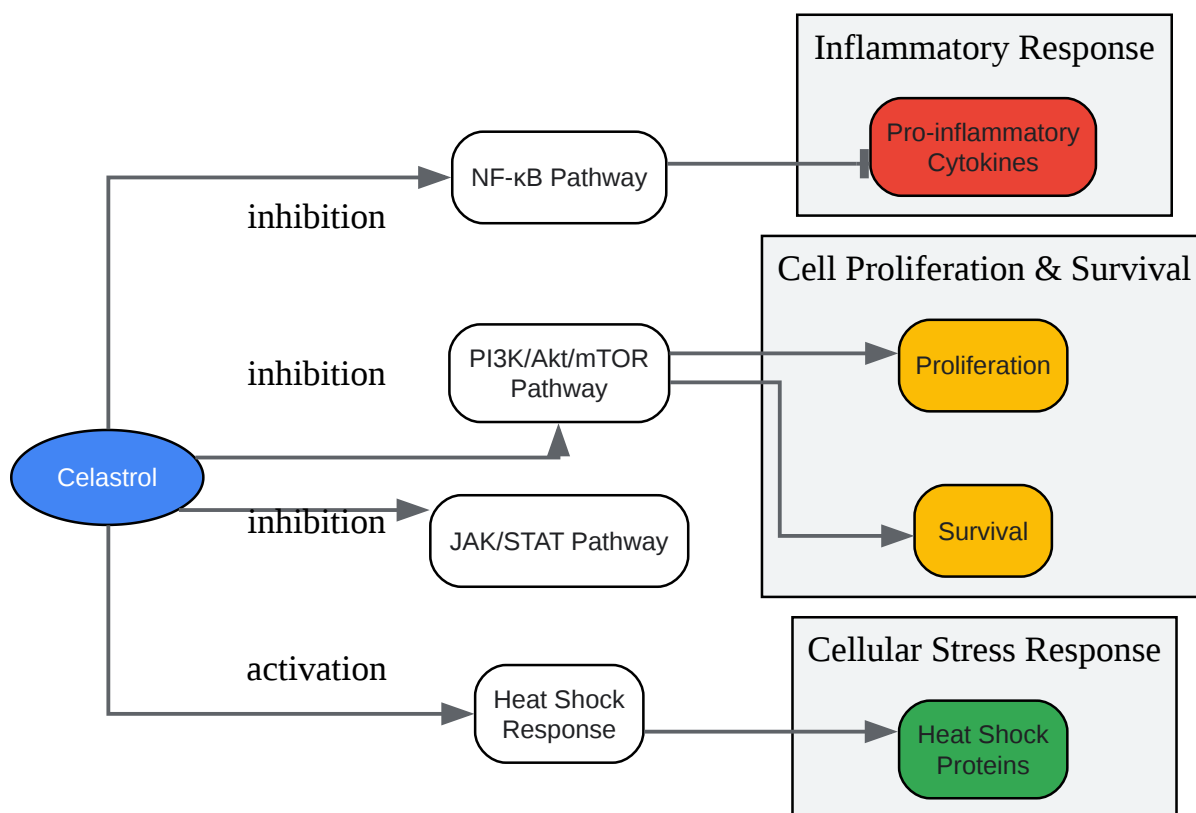 Inflammatory Response
Pro-inflammatory
Cytokines
NF-κB Pathway
inhibition
Cell Proliferation & Survival
PI3K/Akt/mTOR
Pathway
inhibition
Proliferation
Celastrol
inhibition
JAK/STAT Pathway
Survival
activation
Heat Shock
Response
Cellular Stress Response
Heat Shock
Proteins